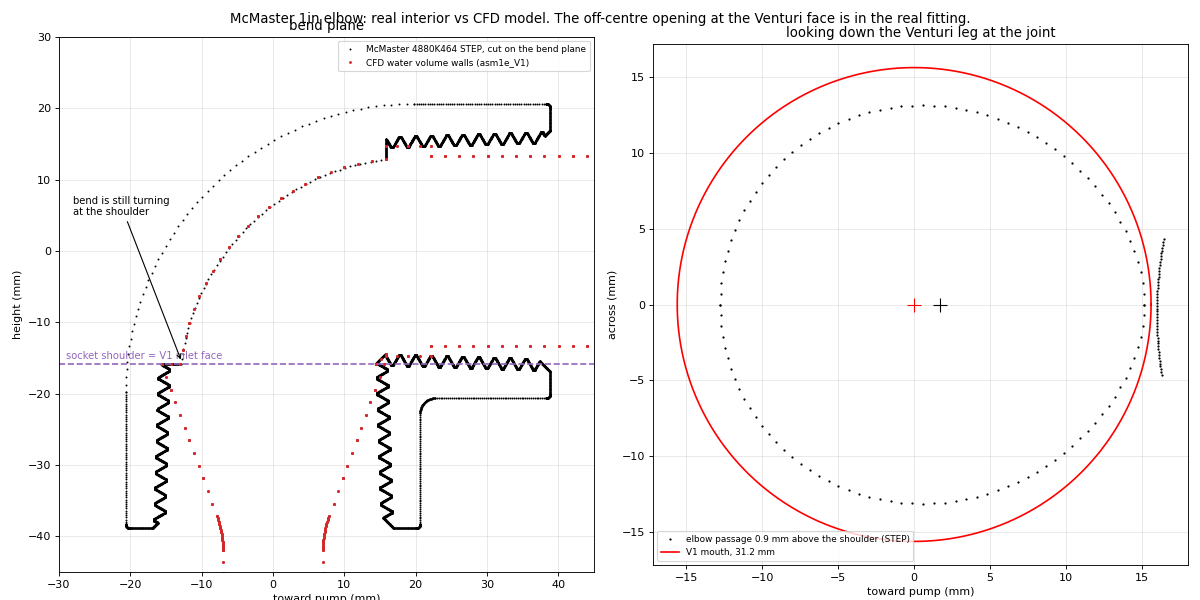 McMaster 1in elbow: real interior vs CFD model. The off-centre opening at the Venturi face is in the real fitting.
bend plane
McMaster 4880K464 STEP, cut on the bend plane
CFD water volume walls (asm1e_V1)
bend is still turning
at the shoulder
socket shoulder = V1 inlet face
height (mm)
30
20
10
0
−10
−20
−30
−40
−30
−20
−10
0
10
20
30
40
toward pump (mm)
looking down the Venturi leg at the joint
across (mm)
15
10
5
0
−5
−10
−15
elbow passage 0.9 mm above the shoulder (STEP)
V1 mouth, 31.2 mm
−15
−10
−5
0
5
10
15
toward pump (mm)